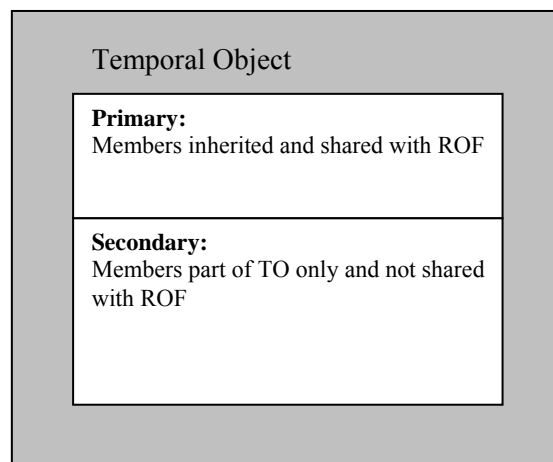 Temporal Object
Primary:
Members inherited and shared with ROF
Secondary:
Members part of TO only and not shared
with ROF